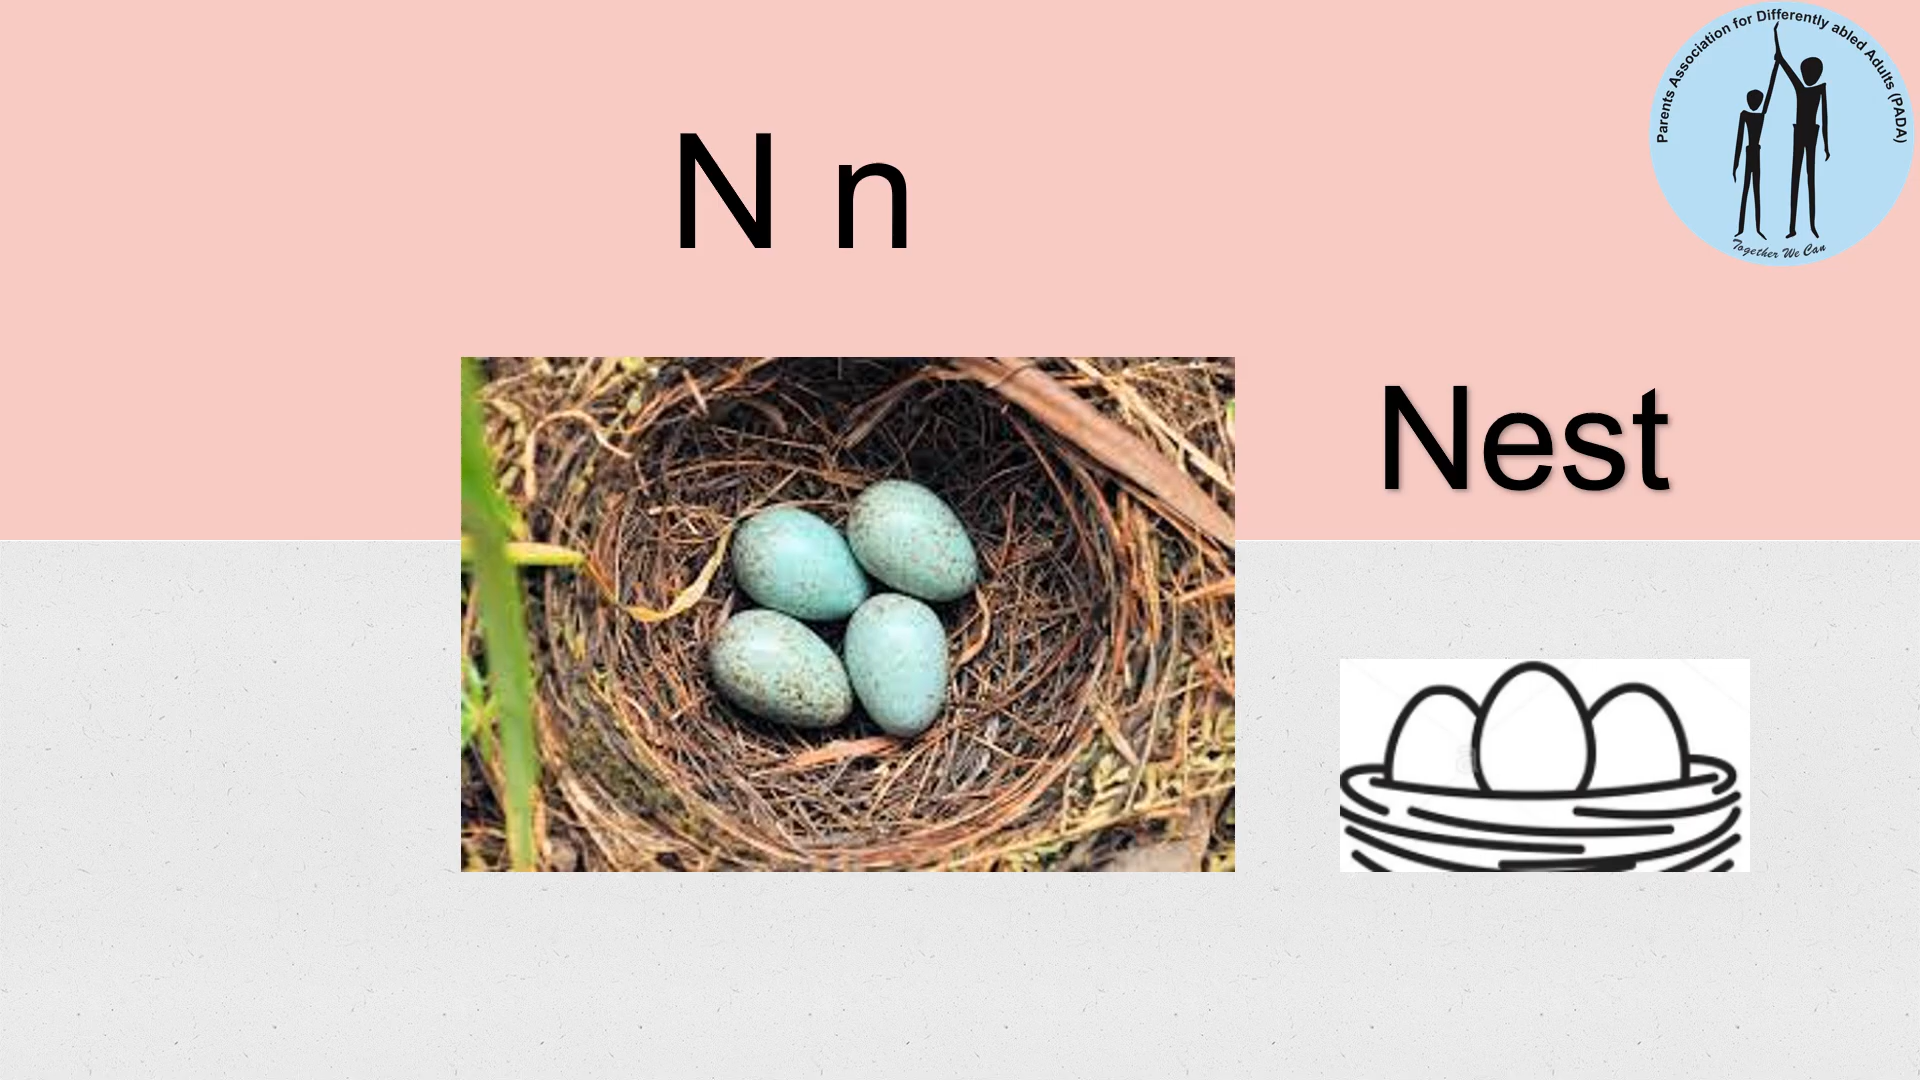 Parents Association for Differently abled Adults (PADA)
Together We Can
N n
Nest